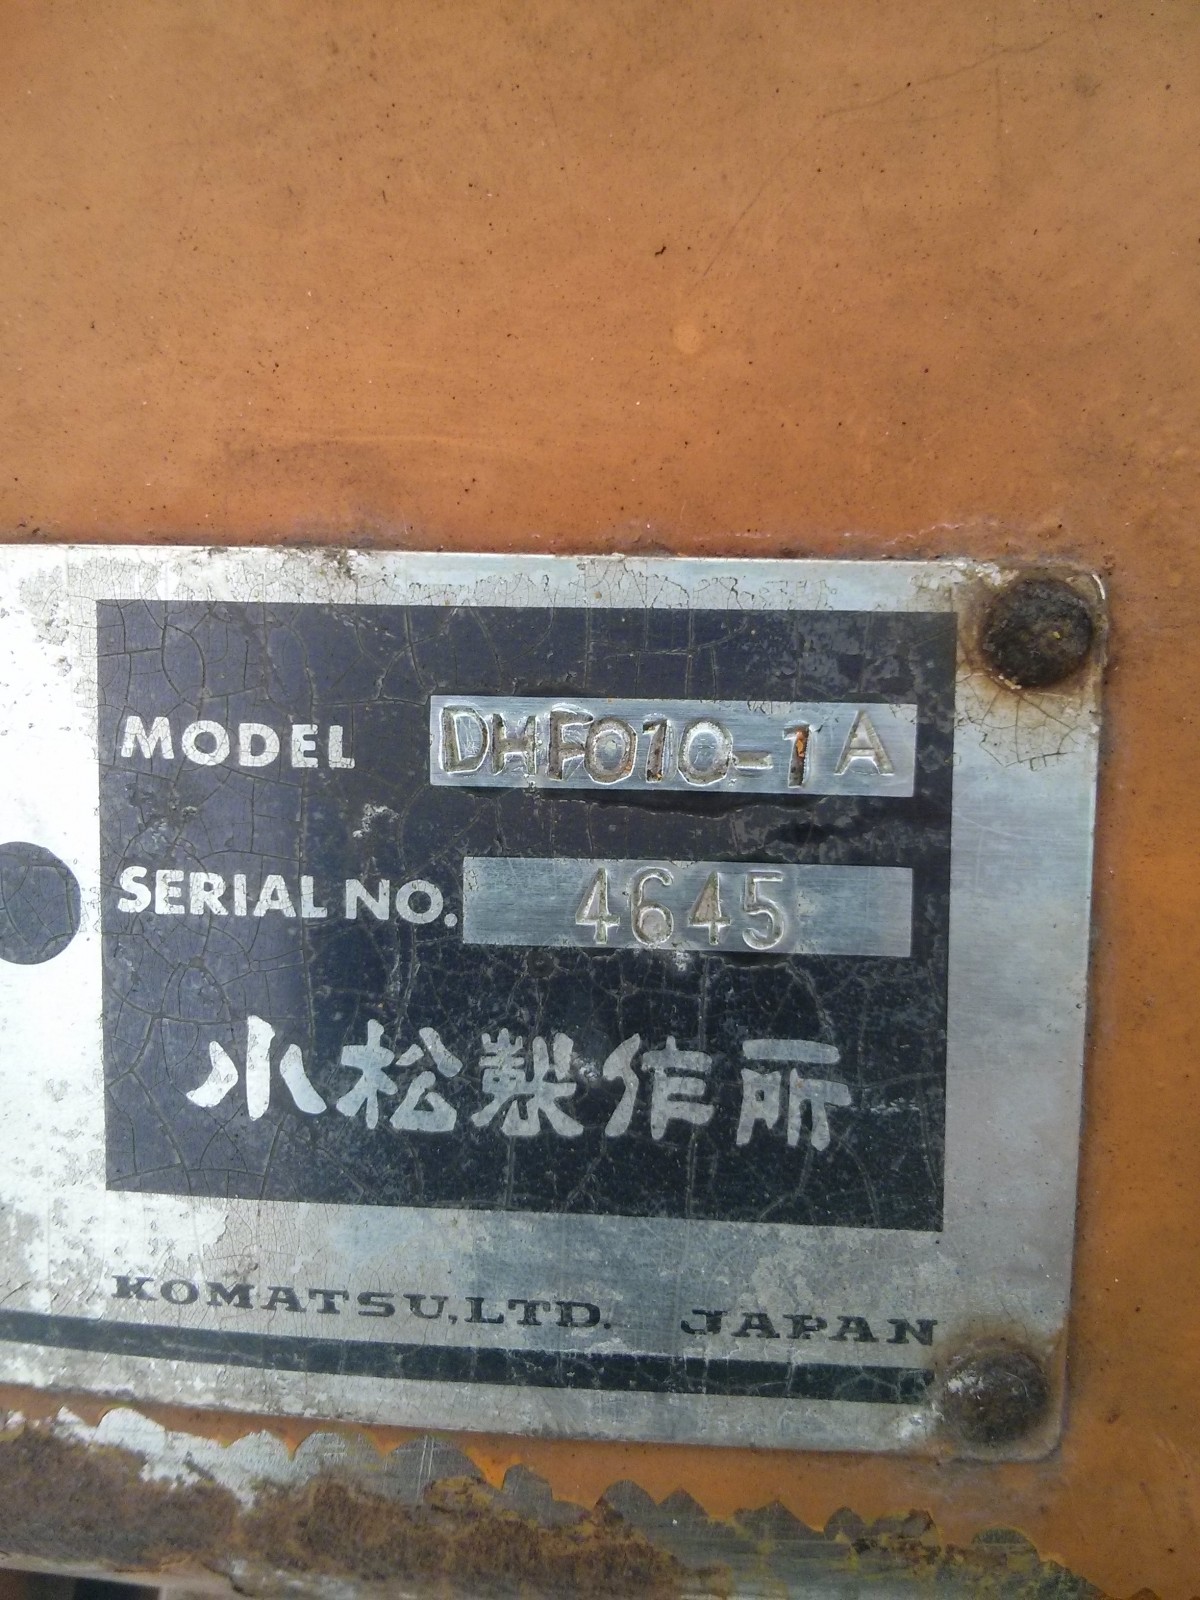 MODEL DHF010-1A
SERIAL NO. 4645
小松製作所
KOMATSU,LTD. JAPAN